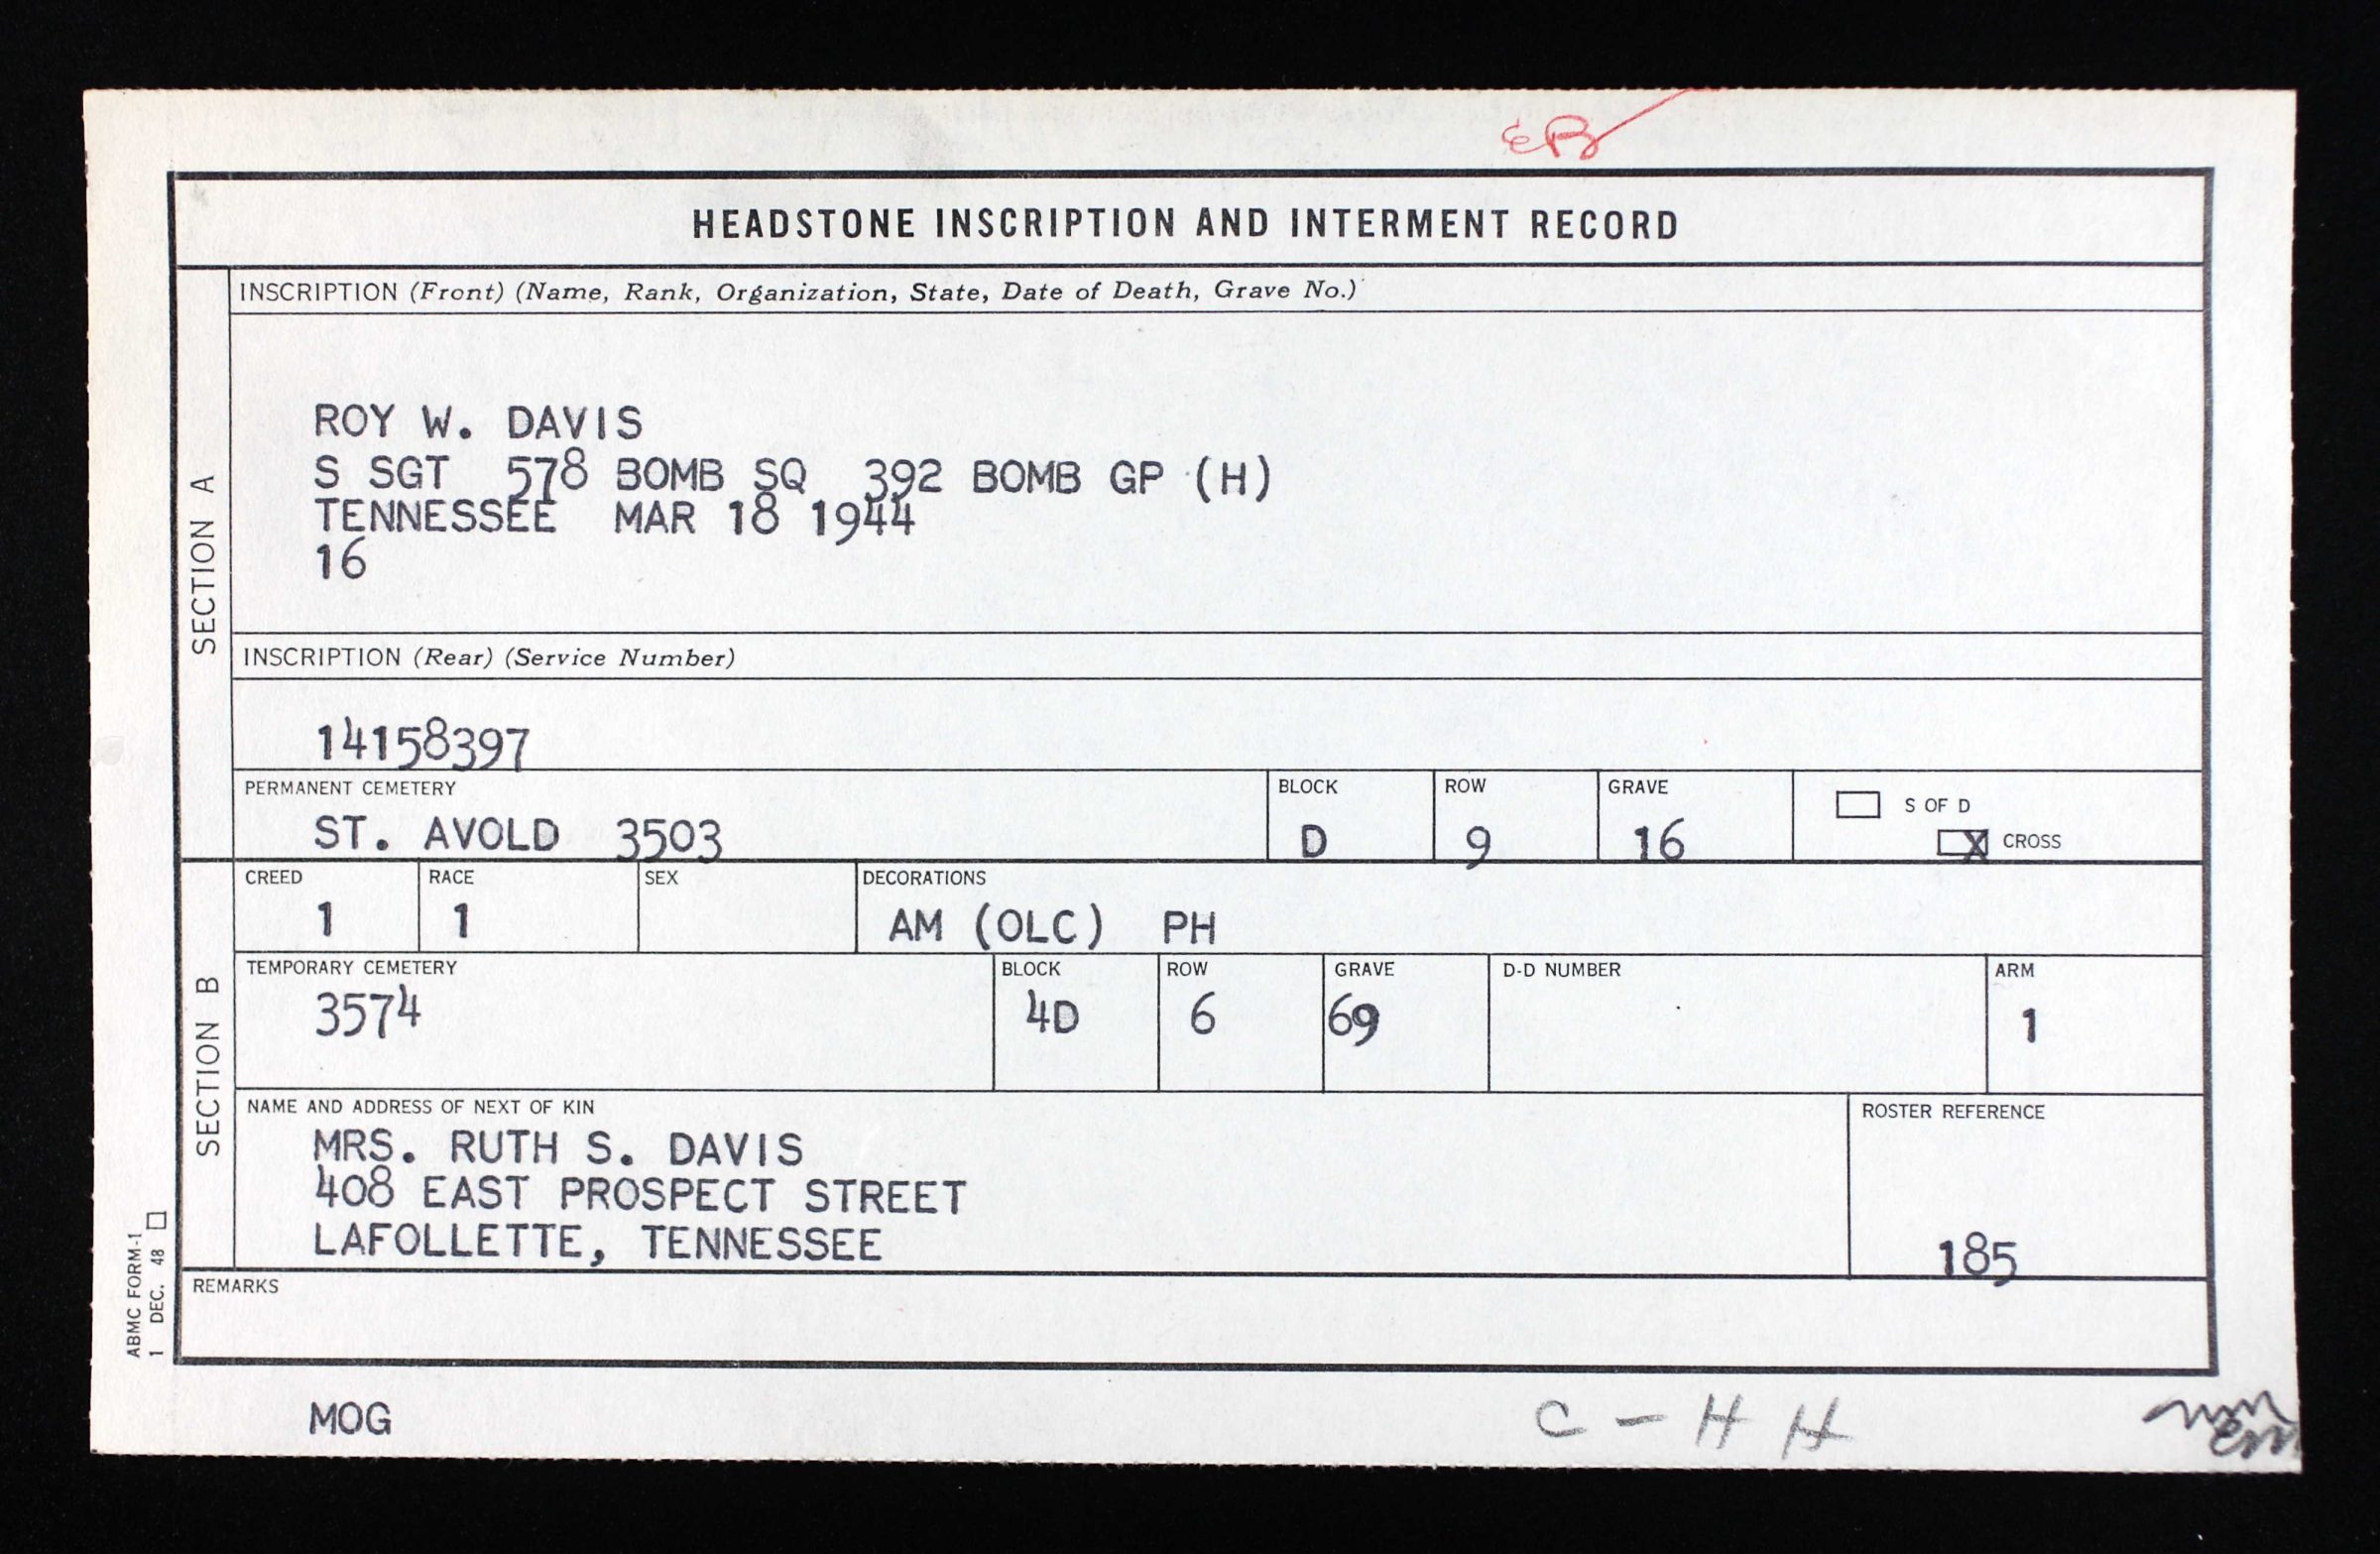 EB
HEADSTONE INSCRIPTION AND INTERMENT RECORD
SECTION A
INSCRIPTION (Front) (Name, Rank, Organization, State, Date of Death, Grave No.)
ROY W. DAVIS
S SGT 578 BOMB SQ 392 BOMB GP (H)
TENNESSEE MAR 18 1944
16
INSCRIPTION (Rear) (Service Number)
14158397
PERMANENT CEMETERY BLOCK ROW GRAVE
S OF D
ST. AVOLD 3503 D 9 16 X CROSS
SECTION B
CREED RACE SEX DECORATIONS
1 1 AM (OLC) PH
TEMPORARY CEMETERY BLOCK ROW GRAVE D-D NUMBER ARM
3574 4D 6 69 1
NAME AND ADDRESS OF NEXT OF KIN ROSTER REFERENCE
MRS. RUTH S. DAVIS
408 EAST PROSPECT STREET
LAFOLLETTE, TENNESSEE 185
REMARKS
ABMC FORM-1
1 DEC. 48
MOG C - H H